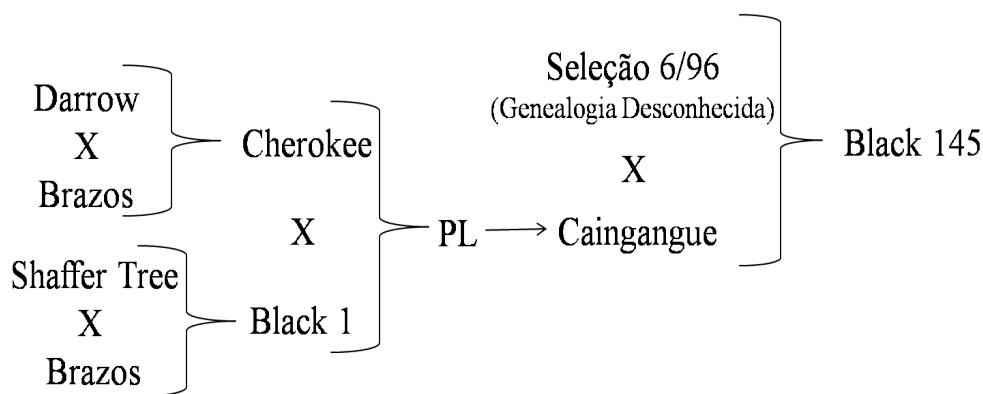 Darrow
X
Brazos
Cherokee
X
Shaffer Tree
X
Brazos
Black 1
PL
Seleção 6/96
(Genealogia Desconhecida)
X
Caingangue
Black 145